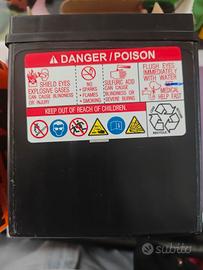 DANGER/POISON
SHIELD EYES
EXPLOSIVE GASES
CAN CAUSE
BLINDNESS
OR INJURY
NO
• SPARKS
• FLAMES
• SMOKING
SULFURIC ACID
CAN CAUSE
BLINDNESS OR
SEVERE BURNS
FLUSH EYES
IMMEDIATELY
WITH WATER
MEDICAL
HELP FAST
KEEP OUT OF REACH OF CHILDREN.
subito